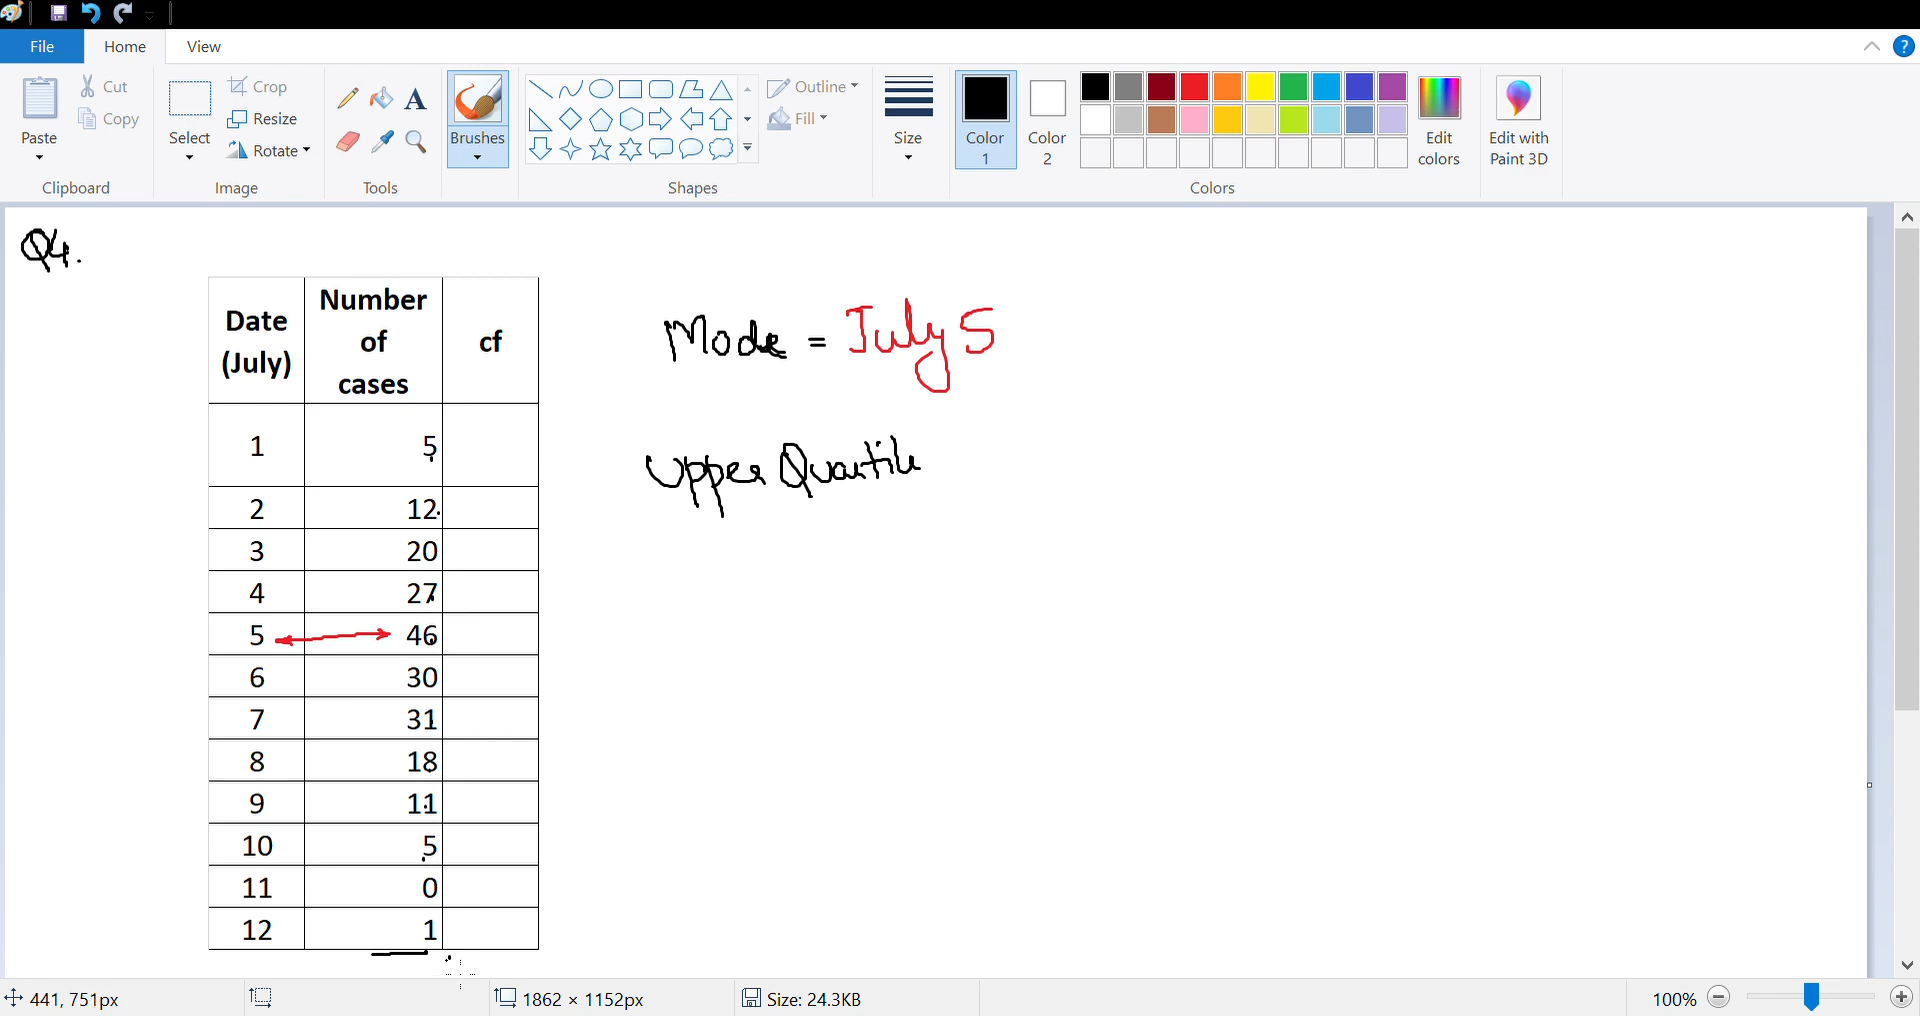 File Home View
Paste
Cut
Copy
Clipboard
Select
Crop
Resize
Rotate
Image
Tools
Brushes
Outline
Fill
Shapes
Size
Color 1
Color 2
Edit colors
Colors
Edit with Paint 3D
Q4.
Date (July) Number of cases cf
1 5
2 12
3 20
4 27
5 46
6 30
7 31
8 18
9 11
10 5
11 0
12 1
Mode = July 5
Upper Quartile
441, 751px 1862 × 1152px Size: 24.3KB 100%